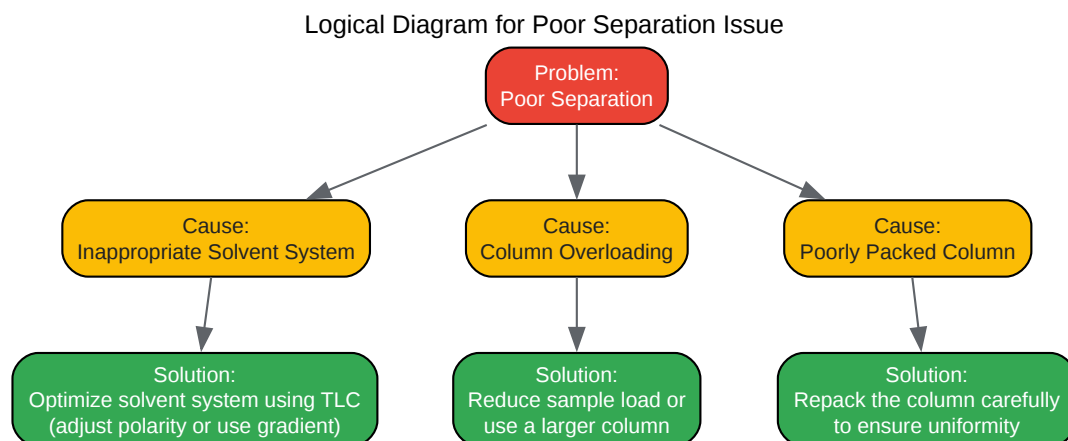 Logical Diagram for Poor Separation Issue
Problem:
Poor Separation
Cause:
Inappropriate Solvent System
Cause:
Column Overloading
Cause:
Poorly Packed Column
Solution:
Optimize solvent system using TLC
(adjust polarity or use gradient)
Solution:
Reduce sample load or
use a larger column
Solution:
Repack the column carefully
to ensure uniformity